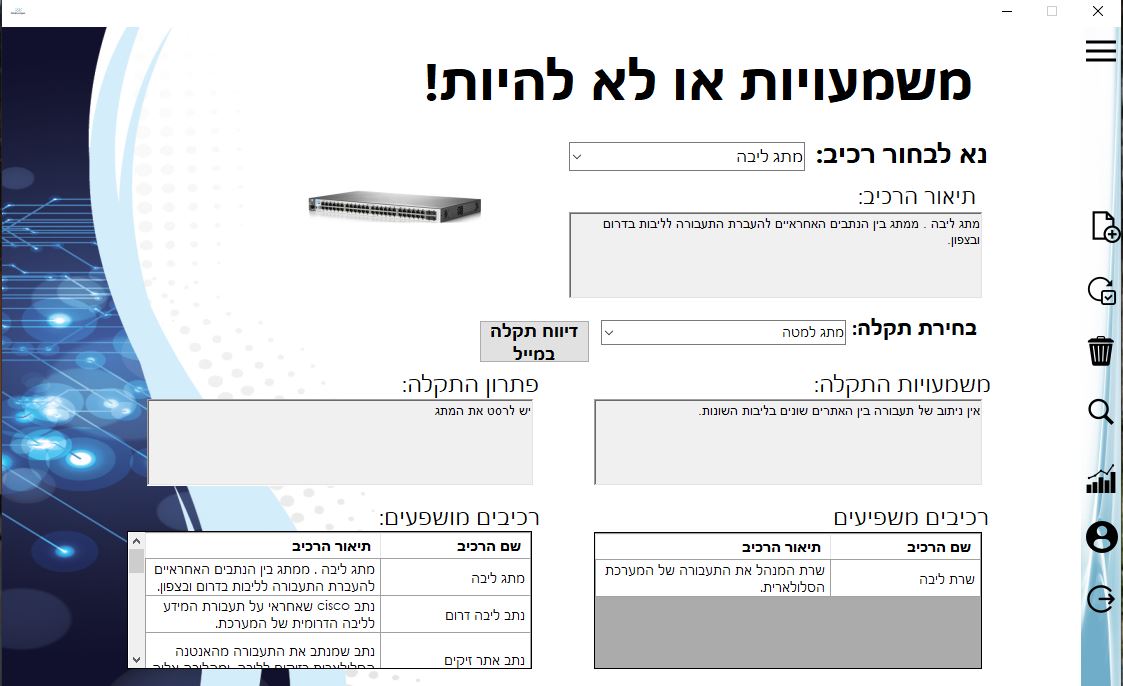 משמעויות או לא להיות!
נא לבחור רכיב:
מתג ליבה
תיאור הרכיב:
מתג ליבה . ממתג בין הנתבים האחראיים להעברת התעבורה לליבות בדרום
ובצפון.
בחירת תקלה:
מתג למטה
דיווח תקלה
במייל
משמעויות התקלה:
אין ניתוב של תעבורה בין האתרים שונים בליבות השונות.
פתרון התקלה:
יש לרסט את המתג
רכיבים משפיעים
שם הרכיב תיאור הרכיב
שרת ליבה
שרת המנהל את התעבורה של המערכת
הסלולארית.
רכיבים מושפעים:
שם הרכיב תיאור הרכיב
מתג ליבה
מתג ליבה . ממתג בין הנתבים האחראיים
להעברת התעבורה לליבות בדרום ובצפון.
נתב ליבה דרום
נתב cisco שאחראי על תעבורת המידע
לליבה הדרומית של המערכת.
נתב אתר זיקים
נתב שמנתב את התעבורה מהאנטנה